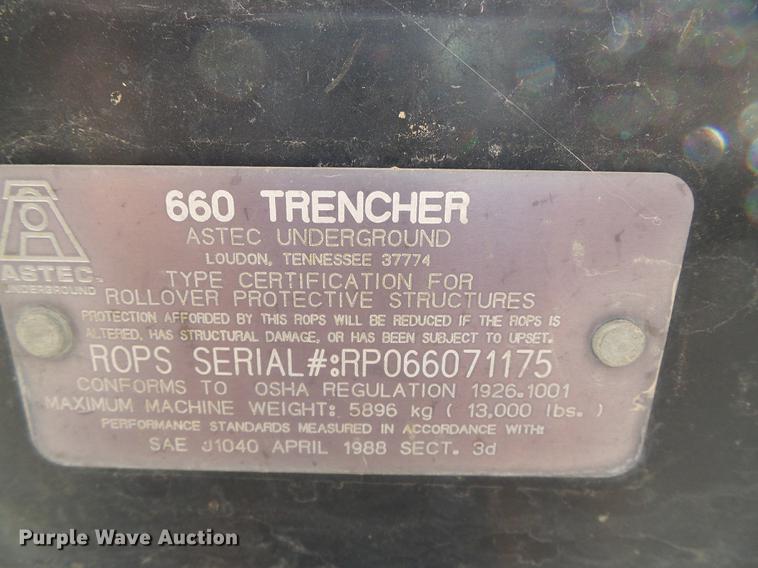 660 TRENCHER
ASTEC UNDERGROUND
LOUDON, TENNESSEE 37774
TYPE CERTIFICATION FOR
ROLLOVER PROTECTIVE STRUCTURES
PROTECTION AFFORDED BY THIS ROPS WILL BE REDUCED IF THE ROPS IS
ALTERED, HAS STRUCTURAL DAMAGE, OR HAS BEEN SUBJECT TO UPSET.
ROPS SERIAL#:RP066071175
CONFORMS TO OSHA REGULATION 1926.1001
MAXIMUM MACHINE WEIGHT: 5896 kg ( 13,000 lbs. )
PERFORMANCE STANDARDS MEASURED IN ACCORDANCE WITH:
SAE J1040 APRIL 1988 SECT. 3d
ASTEC
UNDERGROUND
Purple Wave Auction